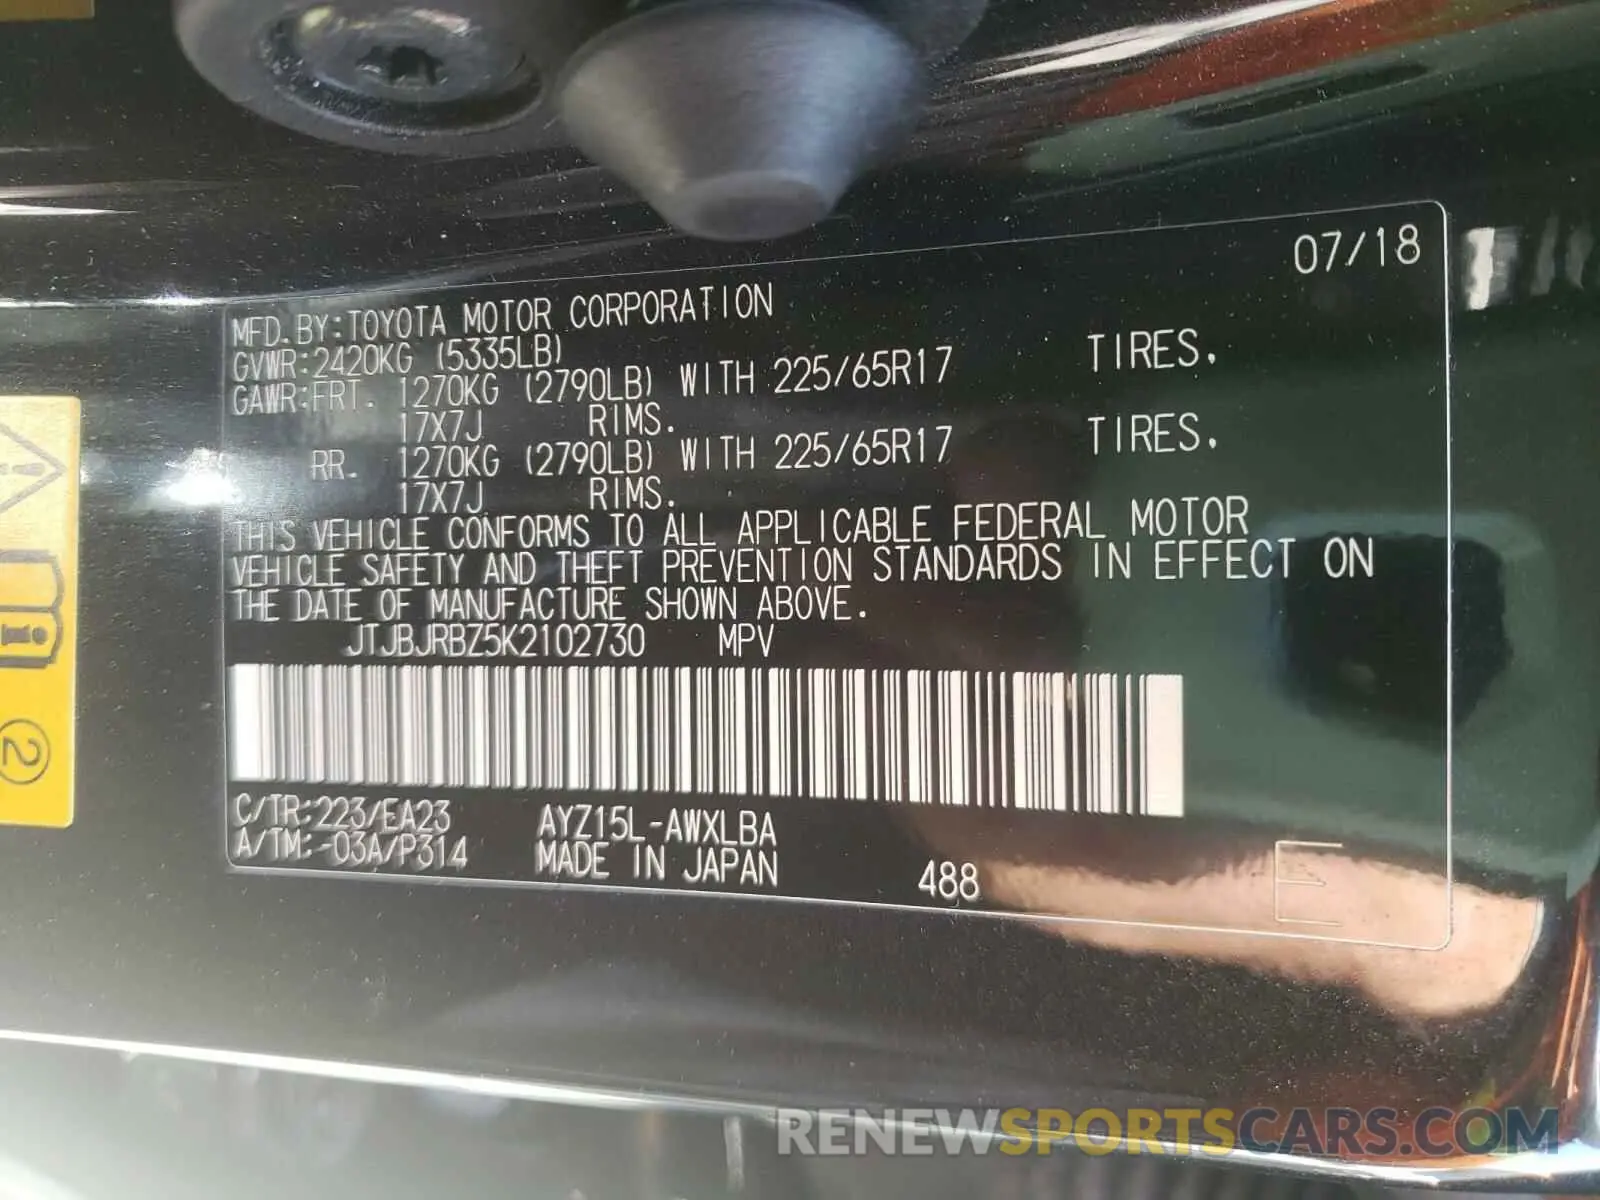 07/18
MFD.BY:TOYOTA MOTOR CORPORATION
GVWR:2420KG (5335LB)
GAWR:FRT. 1270KG (2790LB) WITH 225/65R17 TIRES.
17X7J RIMS.
RR. 1270KG (2790LB) WITH 225/65R17 TIRES.
17X7J RIMS.
THIS VEHICLE CONFORMS TO ALL APPLICABLE FEDERAL MOTOR
VEHICLE SAFETY AND THEFT PREVENTION STANDARDS IN EFFECT ON
THE DATE OF MANUFACTURE SHOWN ABOVE.
JTJBJRBZ5K2102730 MPV
C/TR:223/EA23 AYZ15L-AWXLBA
A/TM:-03A/P314 MADE IN JAPAN 488 E
2
RENEWSPORTSCARS.COM